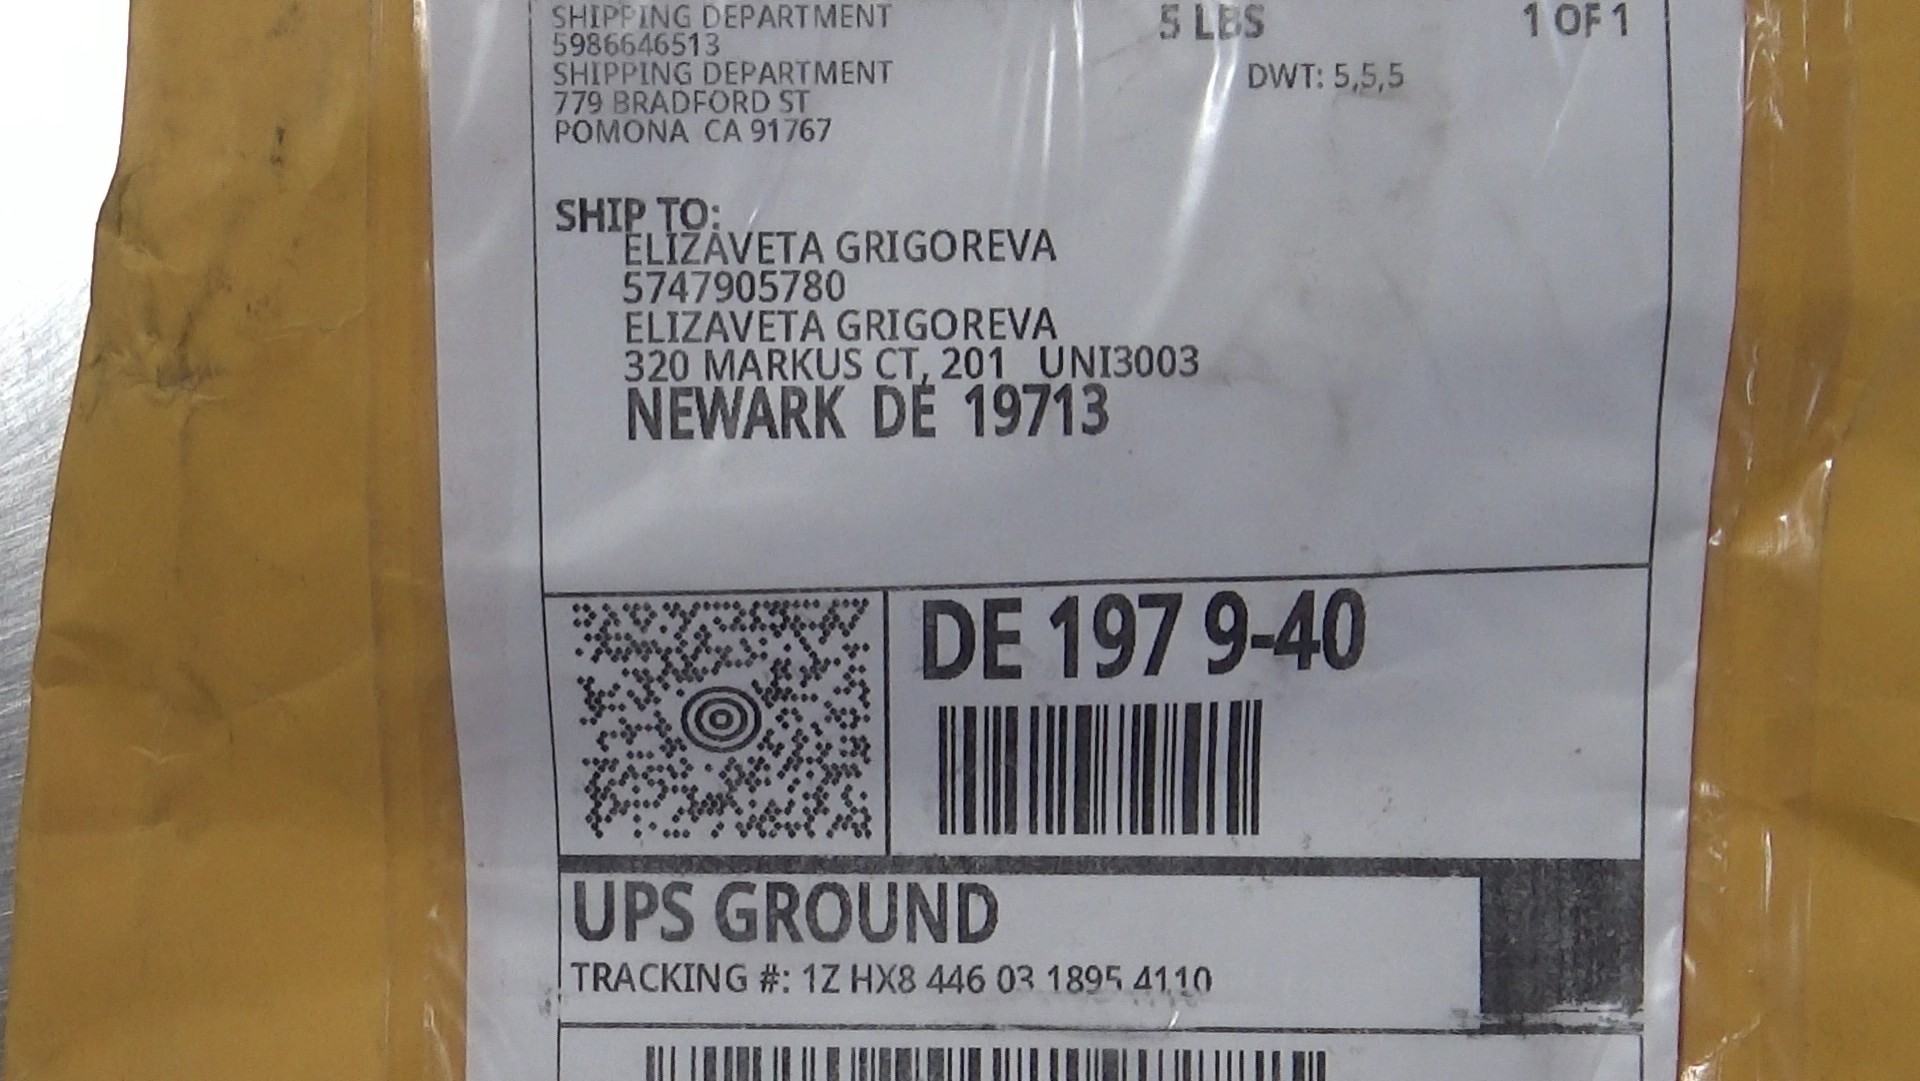 SHIPPING DEPARTMENT
5986646513
SHIPPING DEPARTMENT
779 BRADFORD ST
POMONA CA 91767
5 LBS
1 OF 1
DWT: 5,5,5
SHIP TO:
ELIZAVETA GRIGOREVA
5747905780
ELIZAVETA GRIGOREVA
320 MARKUS CT, 201 UNI3003
NEWARK DE 19713
DE 197 9-40
UPS GROUND
TRACKING #: 1Z HX8 446 03 1895 4110